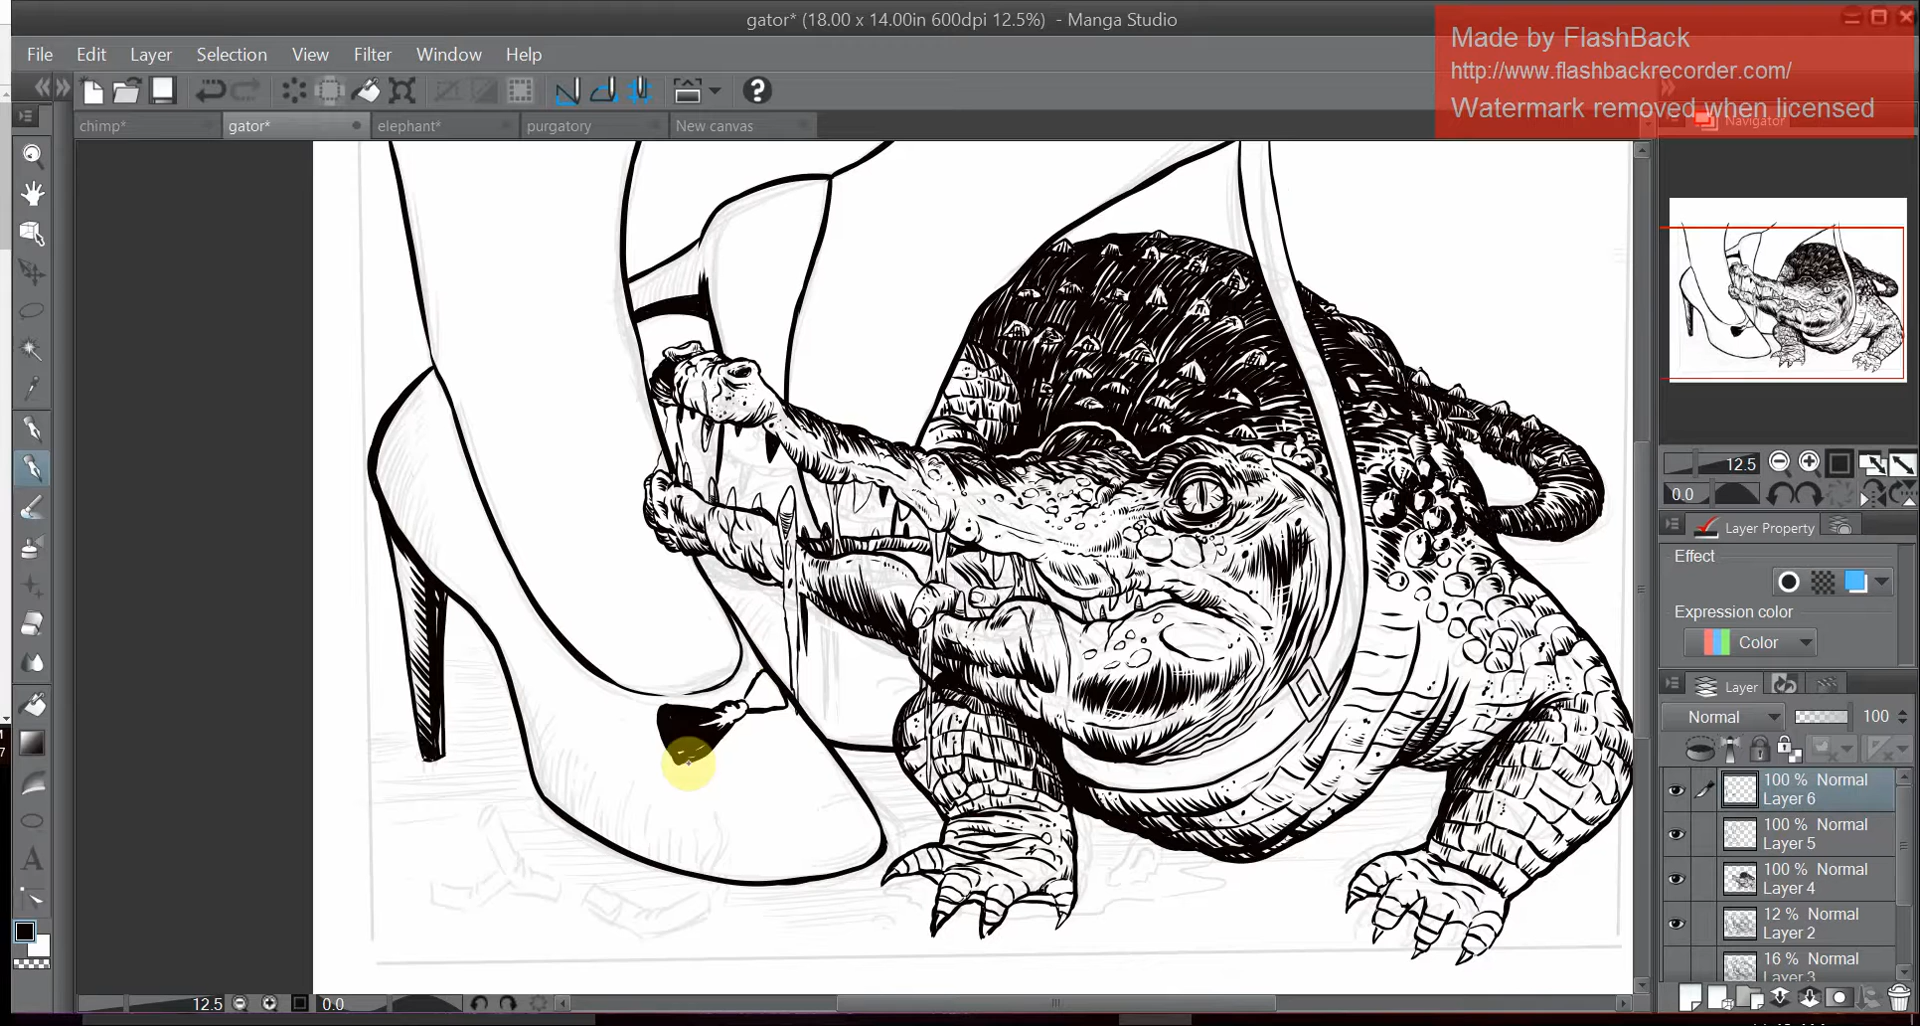 gator* (18.00 x 14.00in 600dpi 12.5%) - Manga Studio
Made by FlashBack
http://www.flashbackrecorder.com/
Watermark removed when licensed
File Edit Layer Selection View Filter Window Help
chimp* gator* elephant* purgatory New canvas
Navigator
12.5
0.0
Layer Property
Effect
Expression color
Color
Layer
Normal 100
100 % Normal
Layer 6
100 % Normal
Layer 5
100 % Normal
Layer 4
12 % Normal
Layer 2
16 % Normal
Layer 3
12.5 0.0